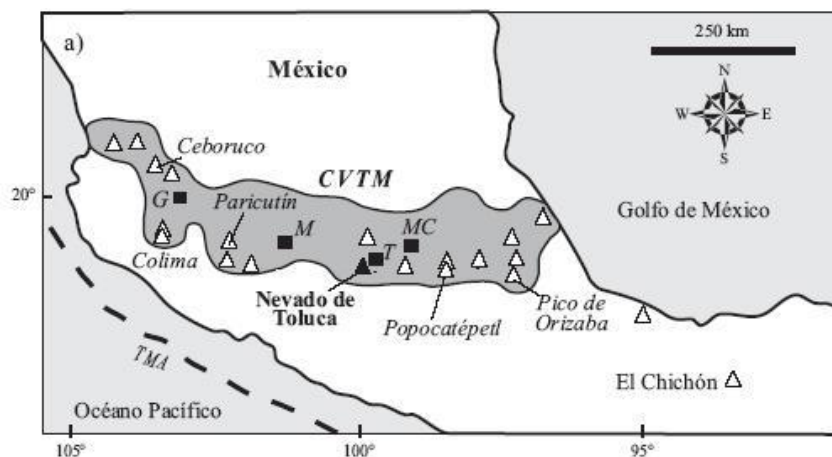 a)
250 km
México
N
W
E
S
Ceboruco
CVTM
20°
G
Paricutín
M
MC
Golfo de México
T
Colima
Nevado de
Toluca
Popocatépetl
Pico de
Orizaba
TMA
El Chichón
Océano Pacífico
105°
100°
95°